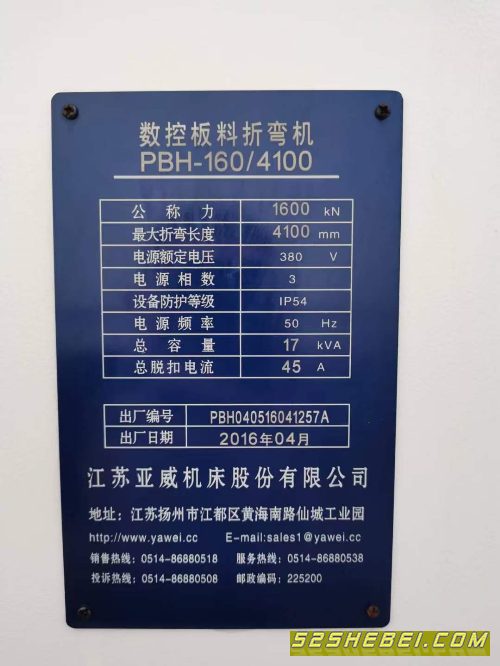 数控板料折弯机
PBH-160/4100
公称力 1600 kN
最大折弯长度 4100 mm
电源额定电压 380 V
电源相数 3
设备防护等级 IP54
电源频率 50 Hz
总容量 17 kVA
总脱扣电流 45 A
出厂编号 PBH040516041257A
出厂日期 2016年04月
江苏亚威机床股份有限公司
地址: 江苏扬州市江都区黄海南路仙城工业园
http://www.yawei.cc E-mail:sales1@yawei.cc
销售热线: 0514-86880518 服务热线: 0514-86880538
投诉热线: 0514-86880508 邮政编码: 225200
52SHEBEI.COM